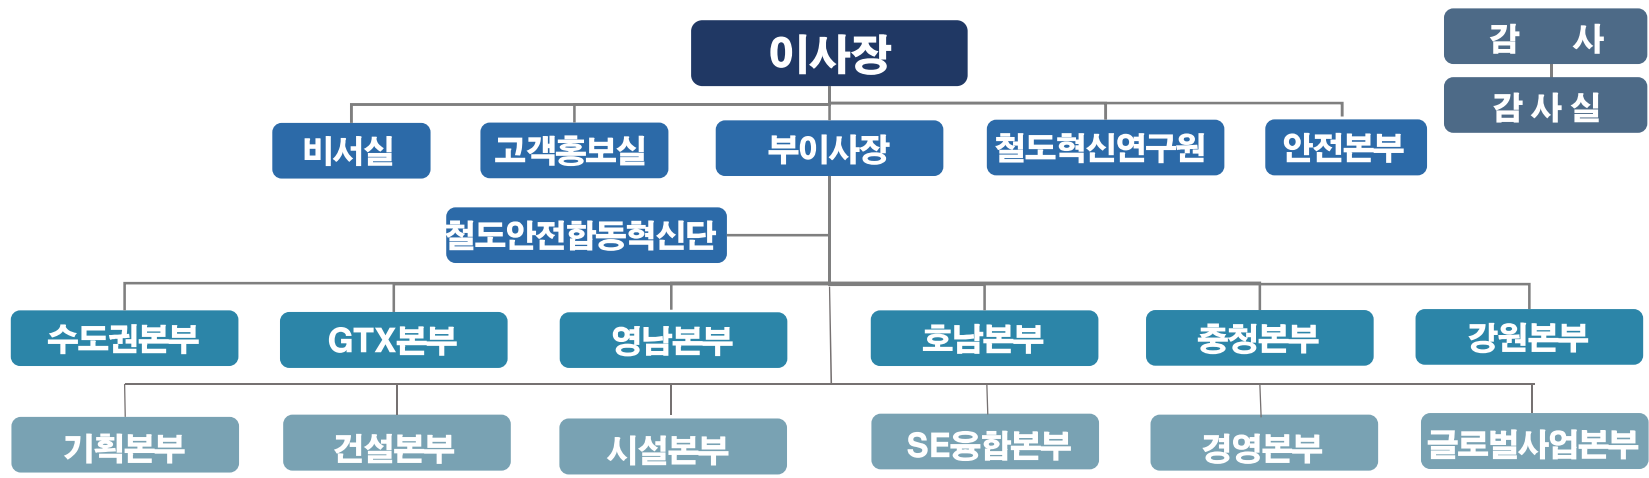 이사장
감 사
감 사 실
비서실
고객홍보실
부이사장
철도혁신연구원
안전본부
철도안전합동혁신단
수도권본부
GTX본부
영남본부
호남본부
충청본부
강원본부
기획본부
건설본부
시설본부
SE융합본부
경영본부
글로벌사업본부